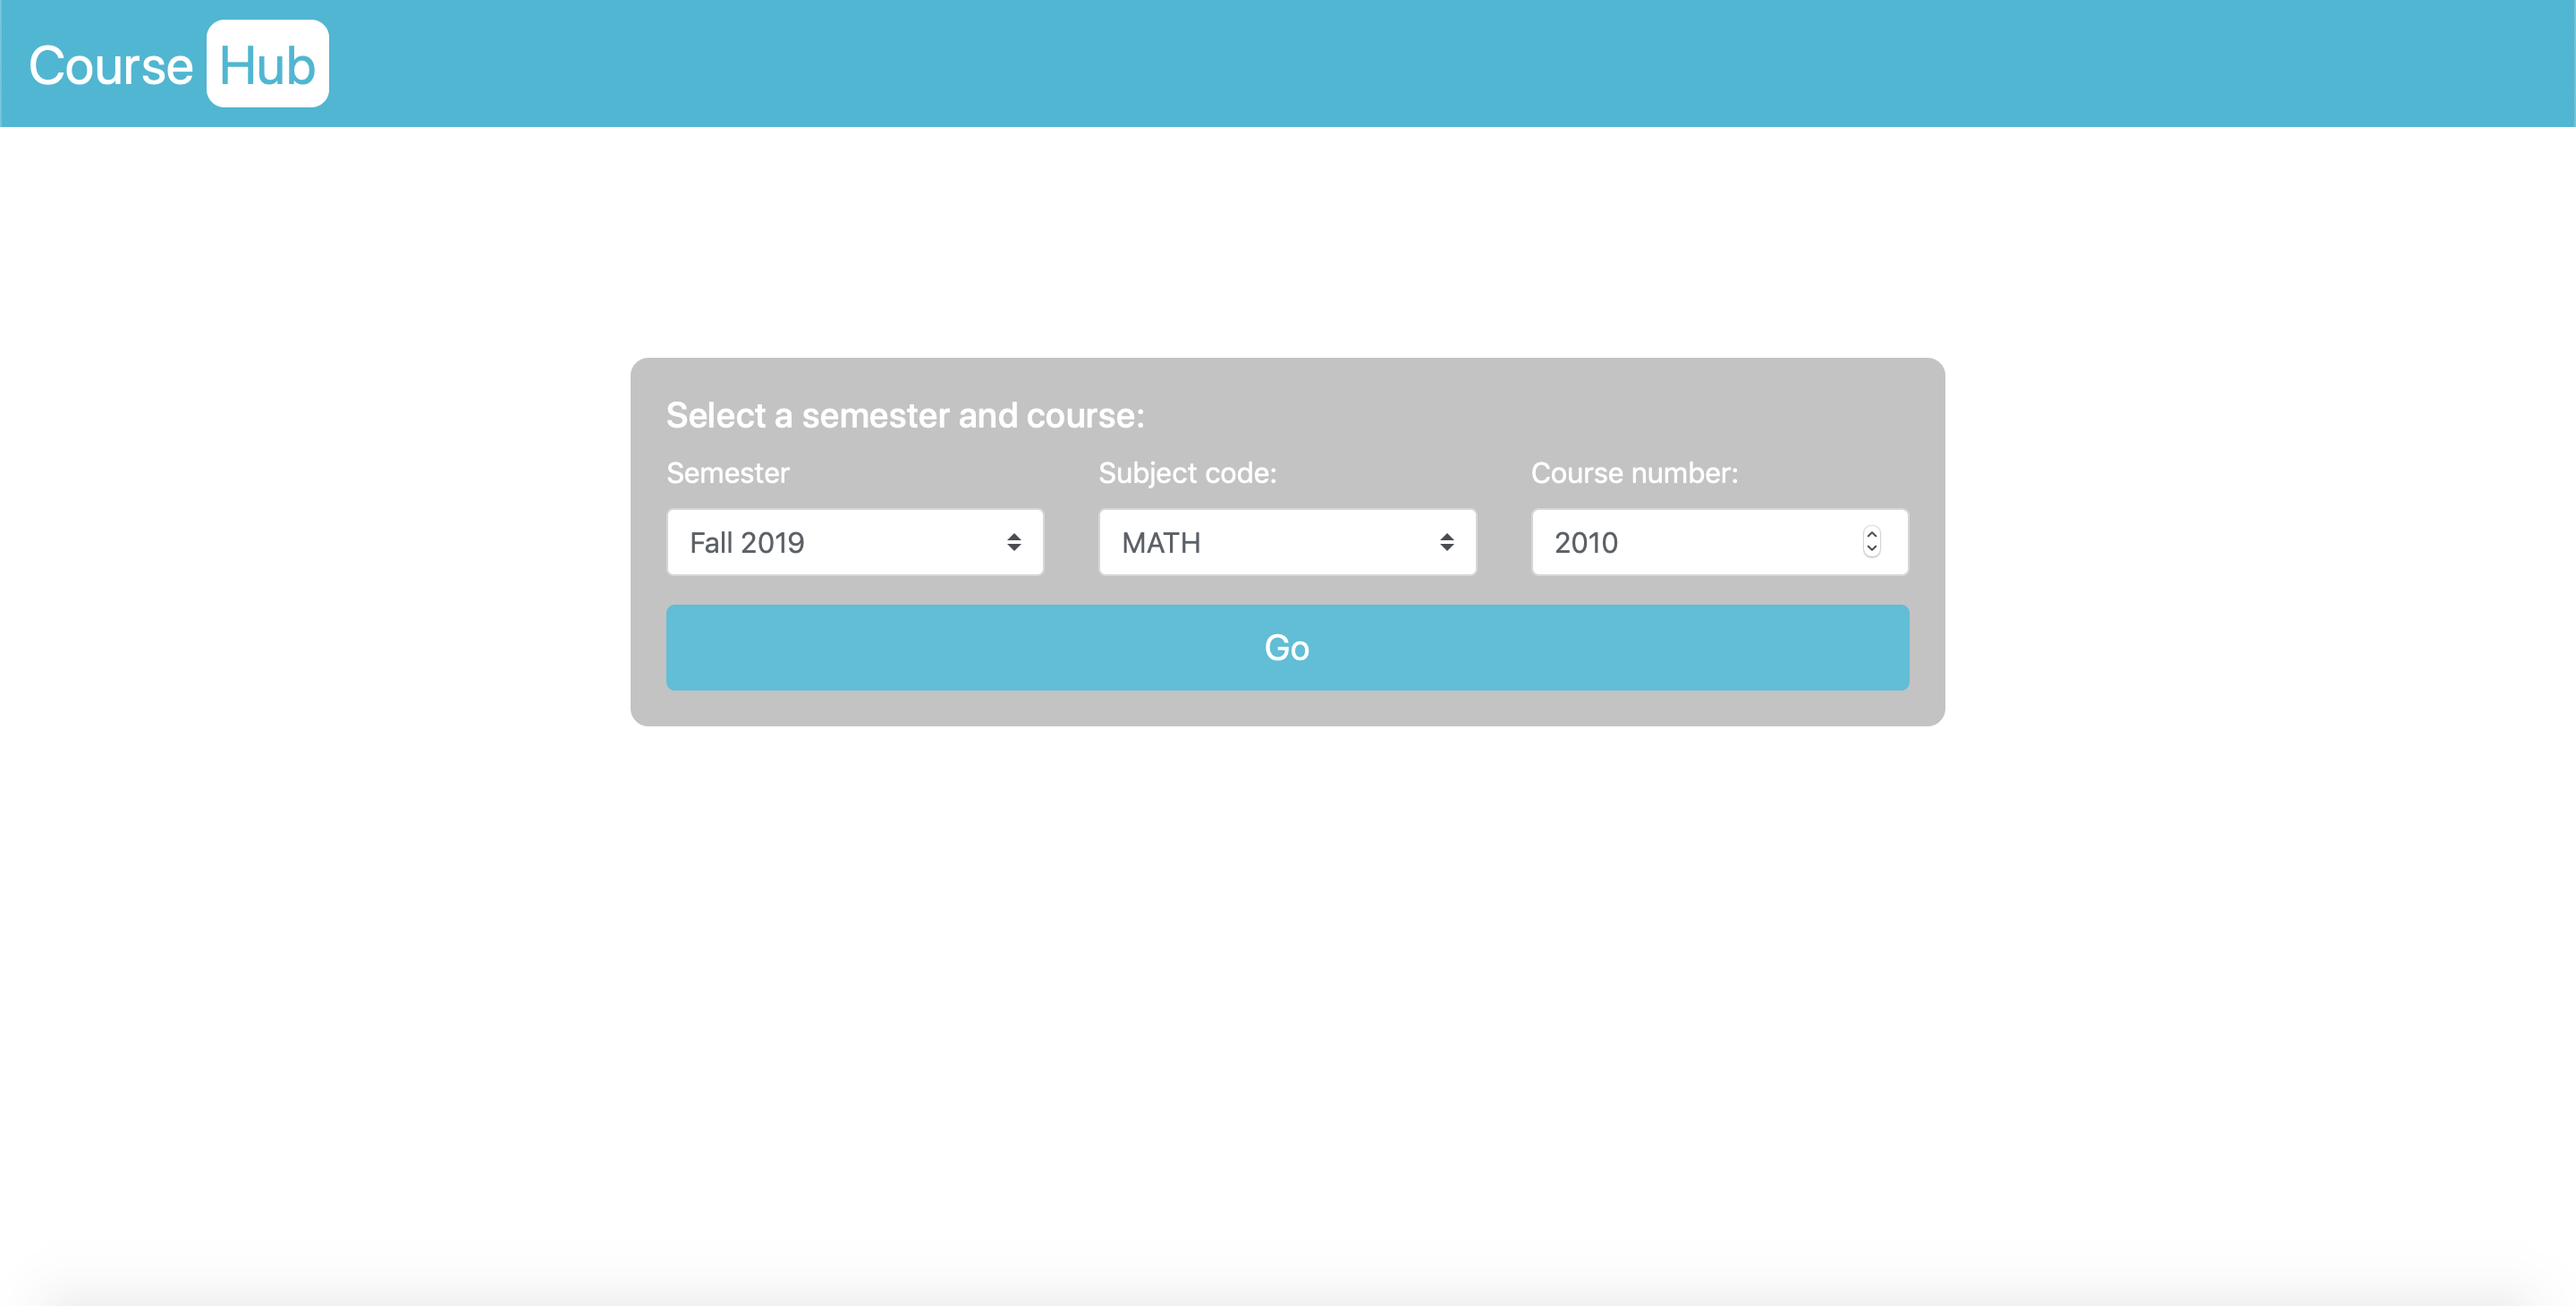 Course Hub
Select a semester and course:
Semester Subject code: Course number:
Fall 2019 MATH 2010
Go